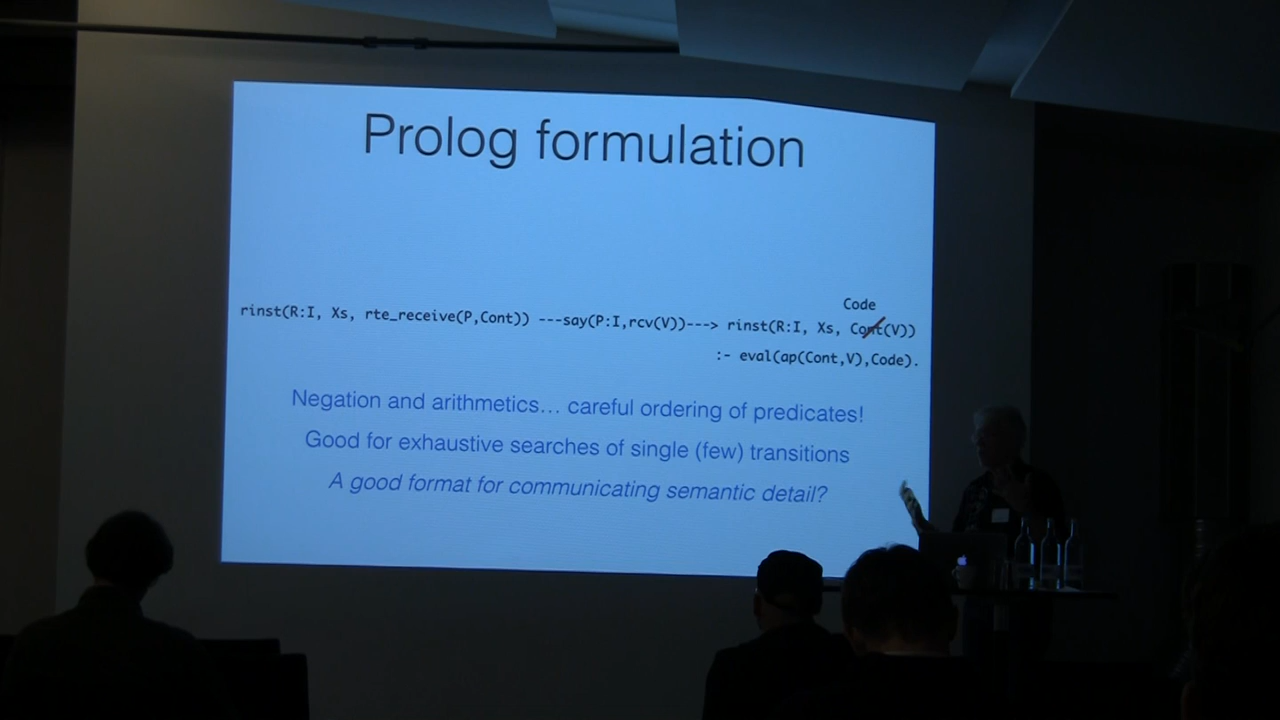 Prolog formulation
Code
rinst(R:I, Xs, rte_receive(P,Cont)) ---say(P:I,rcv(V))---> rinst(R:I, Xs, Cont(V))
:- eval(ap(Cont,V),Code).
Negation and arithmetics… careful ordering of predicates!
Good for exhaustive searches of single (few) transitions
A good format for communicating semantic detail?